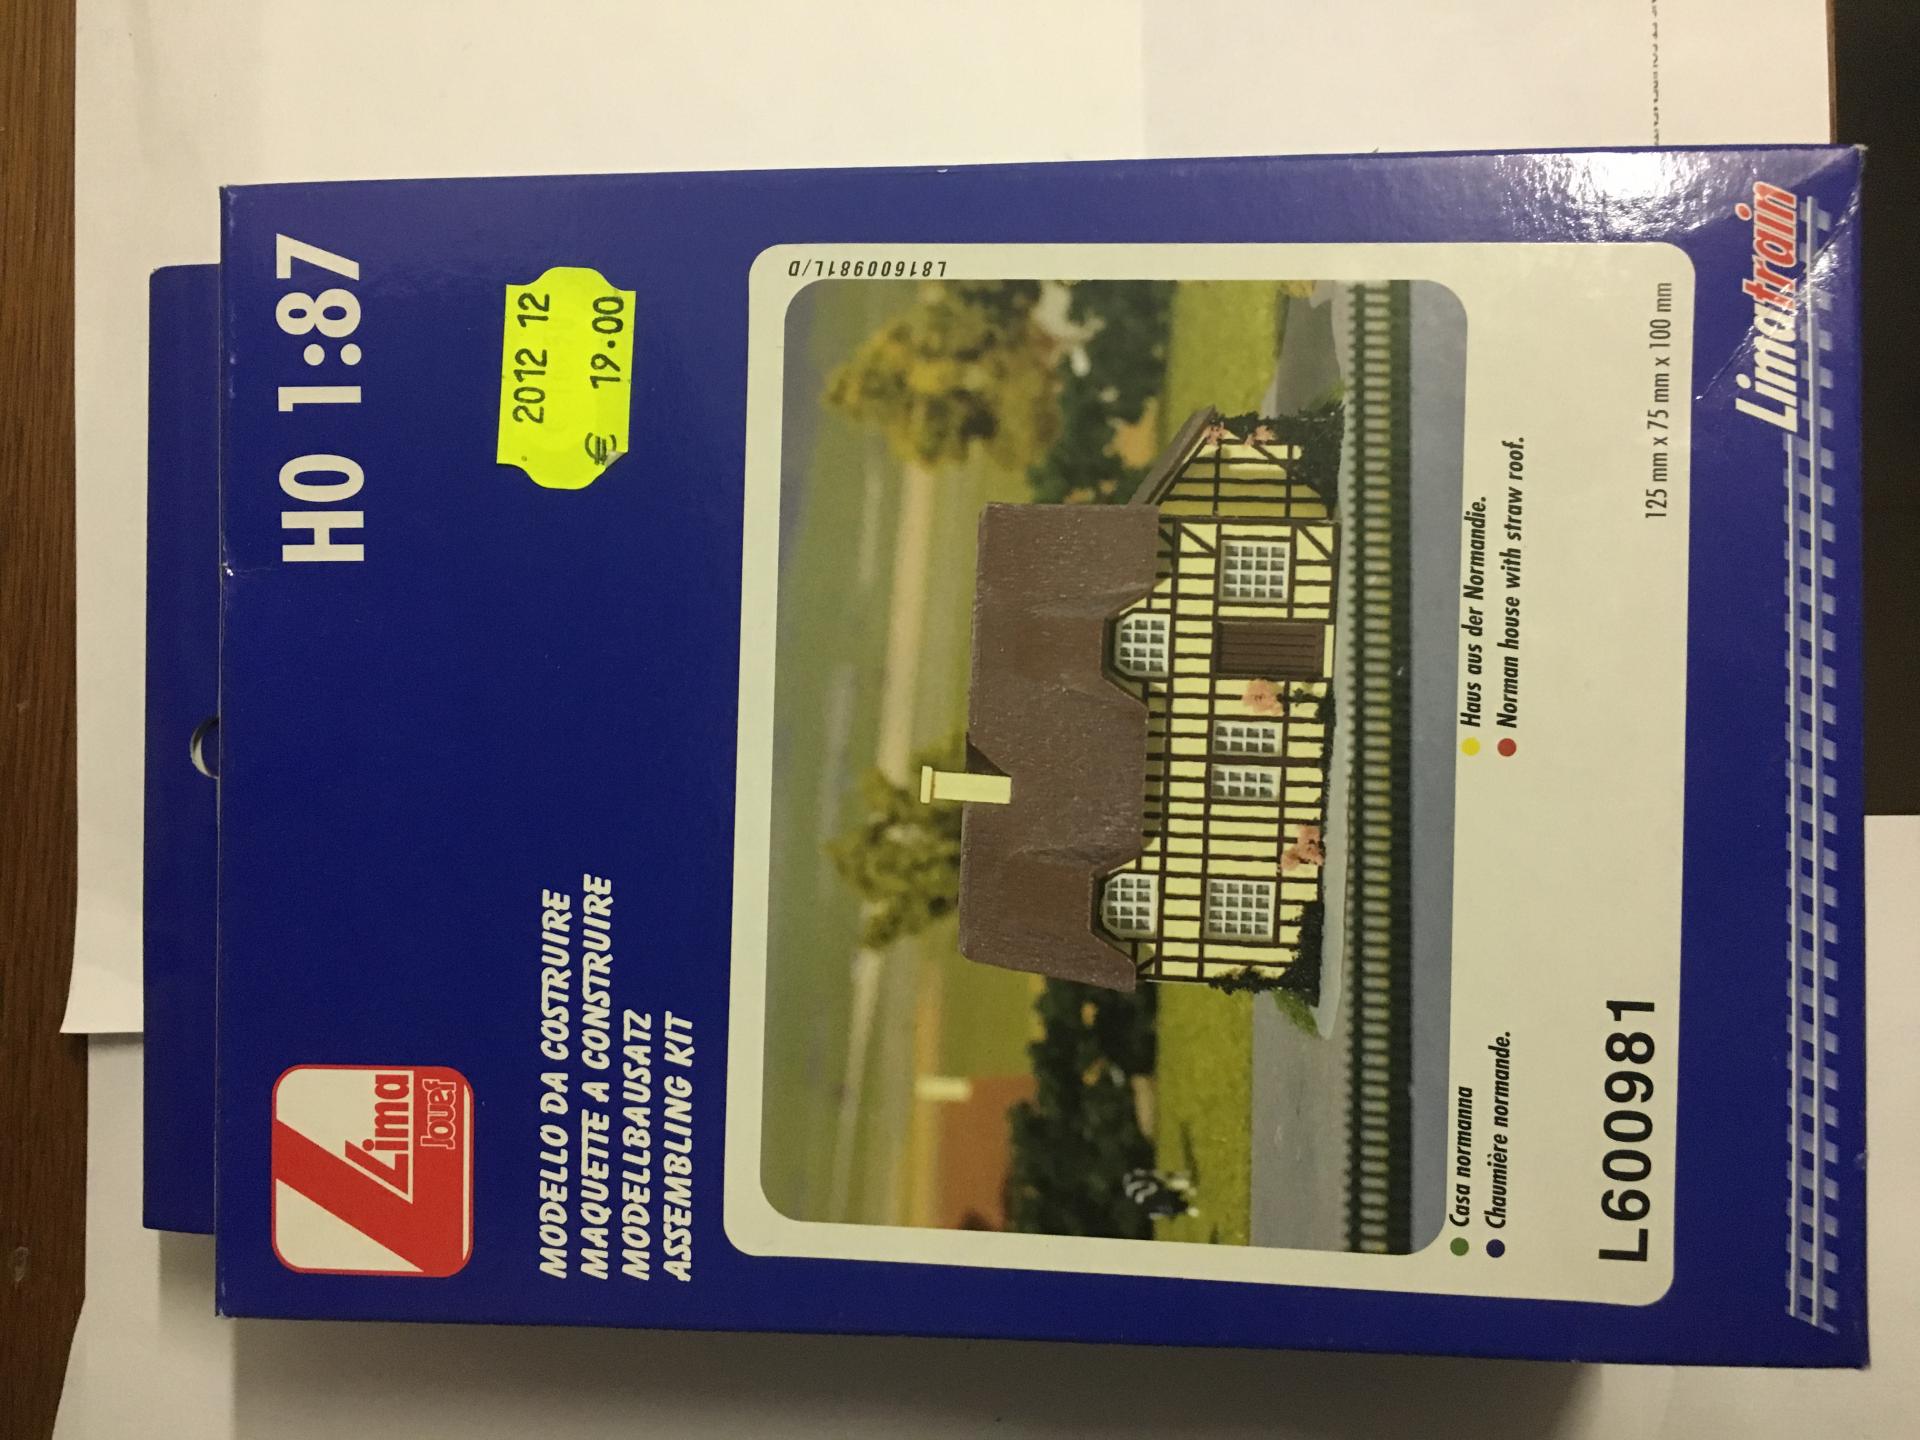 Lima
Jouef
HO 1:87
MODELLO DA COSTRUIRE
MAQUETTE A CONSTRUIRE
MODELLBAUSATZ
ASSEMBLING KIT
2012 12
€ 19.00
L81600981L/D
Casa normanna
Chaumière normande.
Haus aus der Normandie.
Norman house with straw roof.
L600981
125 mm x 75 mm x 100 mm
Limatrain